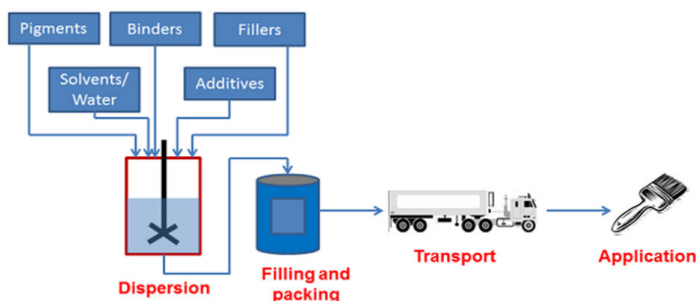 Pigments
Binders
Fillers
Solvents/
Water
Additives
Dispersion
Filling and
packing
Transport
Application